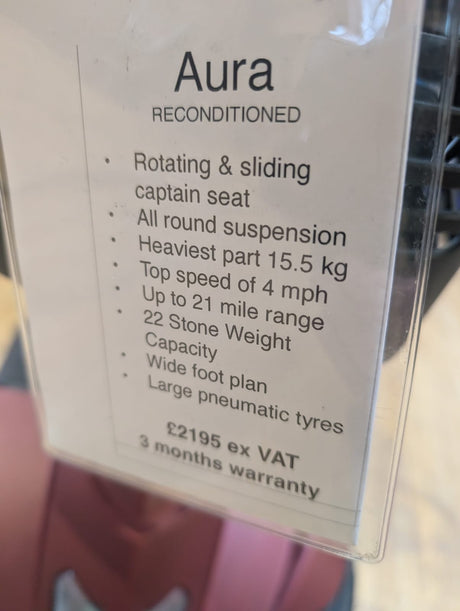 Aura
RECONDITIONED
• Rotating & sliding
captain seat
• All round suspension
• Heaviest part 15.5 kg
• Top speed of 4 mph
• Up to 21 mile range
• 22 Stone Weight
Capacity
• Wide foot plan
• Large pneumatic tyres
£2195 ex VAT
3 months warranty